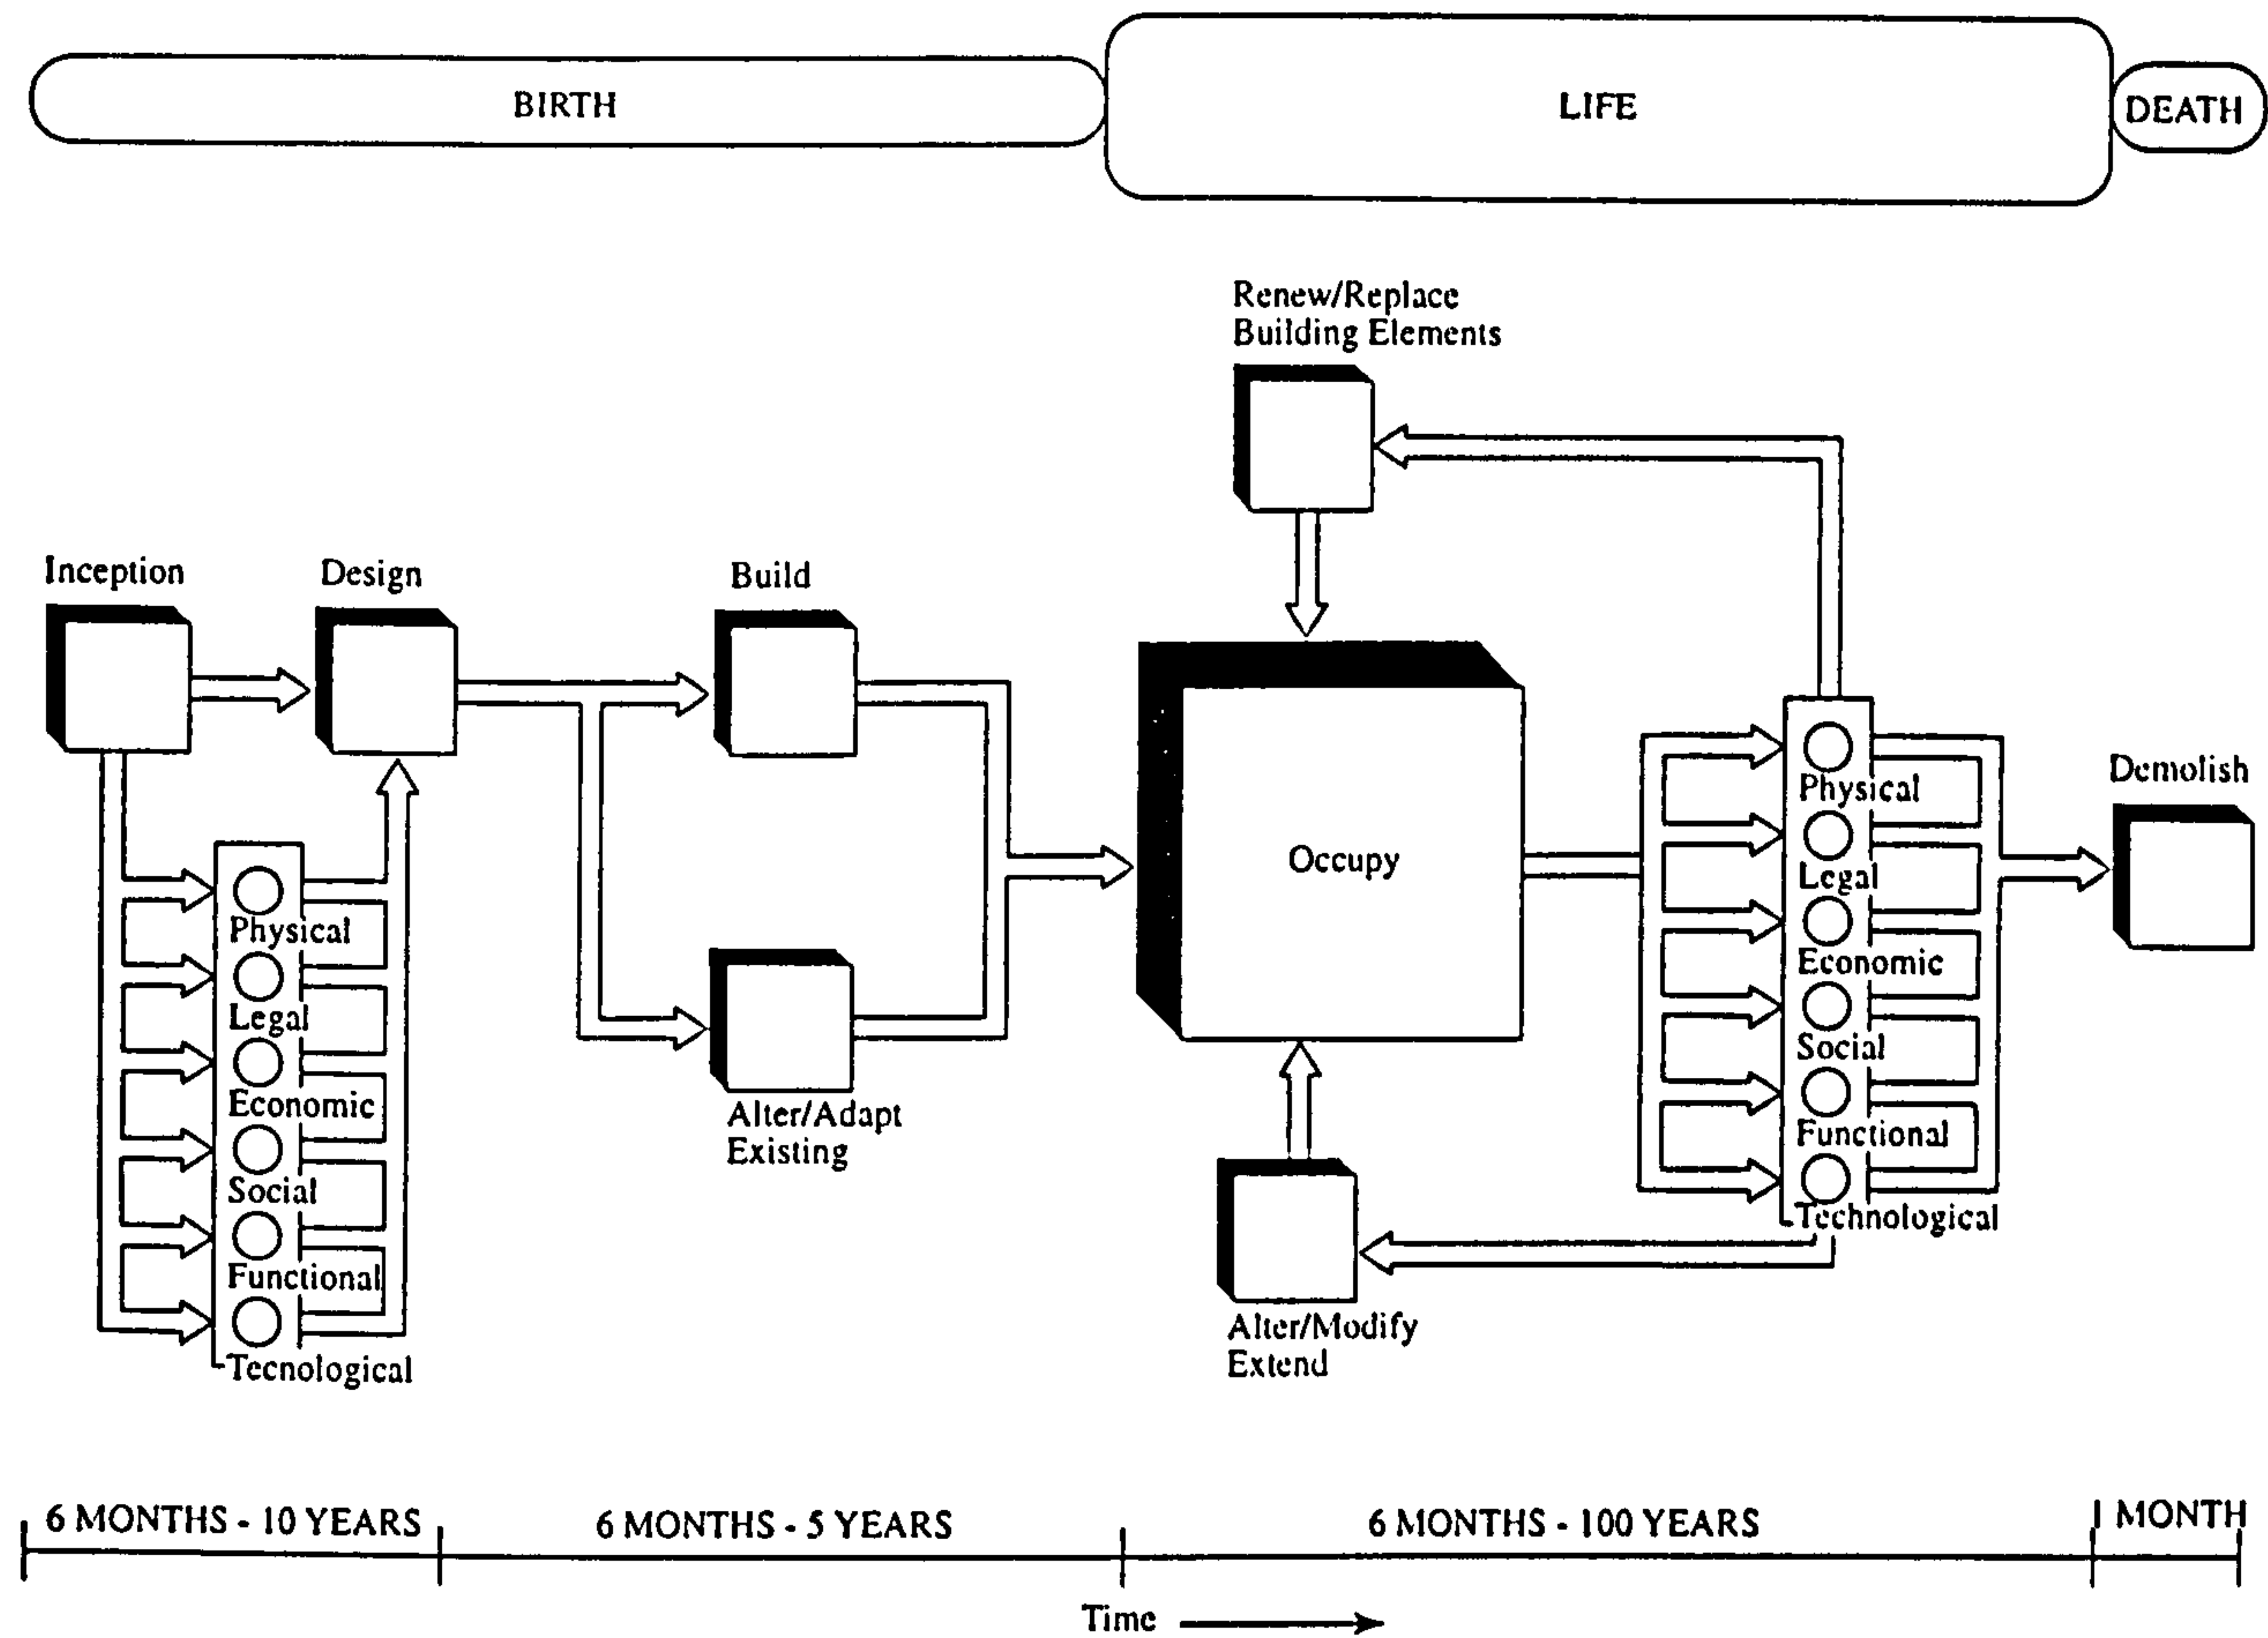 BIRTH
LIFE
DEATH
Renew/Replace
Building Elements
Inception
Design
Build
Occupy
Demolish
Physical
Legal
Economic
Social
Functional
Tecnological
Alter/Adapt
Existing
Physical
Legal
Economic
Social
Functional
Technological
Alter/Modify
Extend
6 MONTHS - 10 YEARS
6 MONTHS - 5 YEARS
6 MONTHS - 100 YEARS
1 MONTH
Time